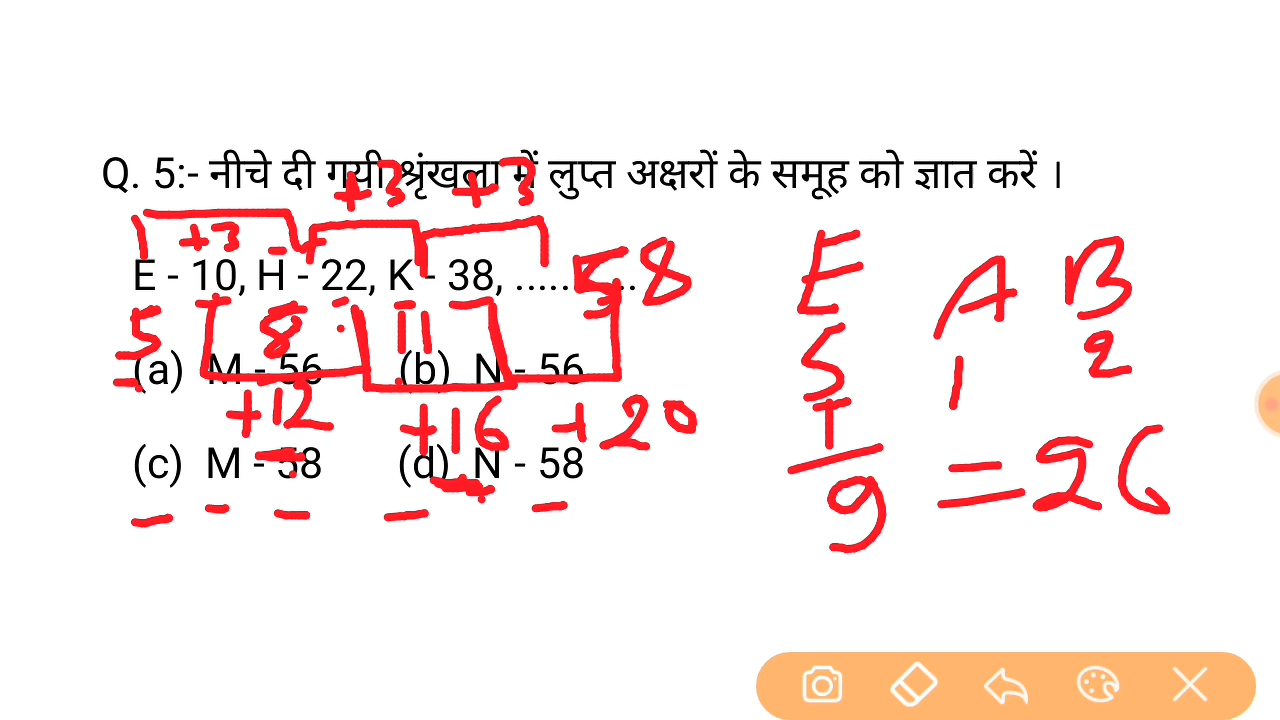 Q. 5:- नीचे दी गयी श्रृंखला में लुप्त अक्षरों के समूह को ज्ञात करें ।
+3 +3
+3
E - 10, H - 22, K - 38, ............ 58
5 8 11
(a) M - 56 (b) N - 56
+12 +16 +20
(c) M - 58 (d) N - 58
E A B
5 1 2
T
9 = 26